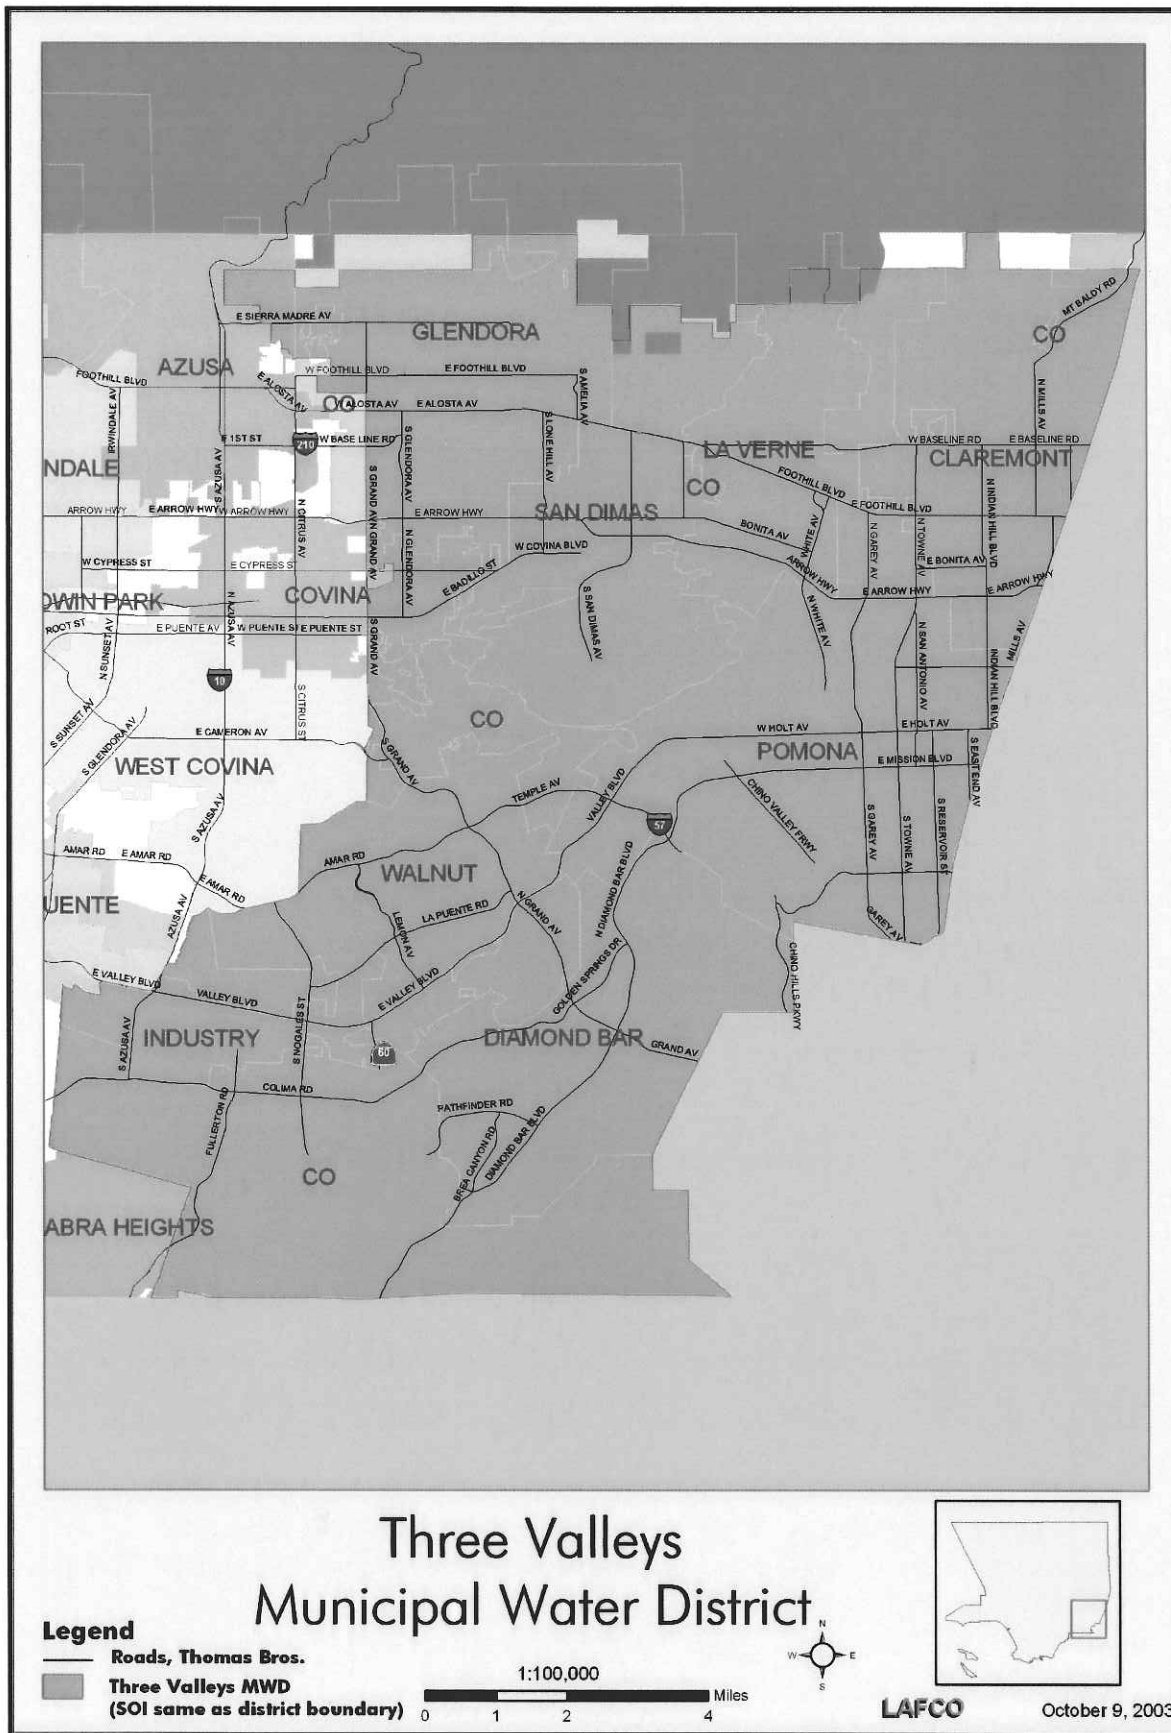 E SIERRA MADRE AV
GLENDORA
MT BALDY RD
CO
AZUSA
FOOTHILL BLVD
W FOOTHILL BLVD
E FOOTHILL BLVD
E ALOSTA AV
CO
W ALOSTA AV
E ALOSTA AV
S AMELIA AV
N MILLS AV
IRWINDALE AV
E 1ST ST
210
W BASE LINE RD
S GLENDORA AV
S LONE HILL AV
LA VERNE
W BASELINE RD
E BASELINE RD
CLAREMONT
NDALE
S AZUSA AV
CO
FOOTHILL BLVD
E FOOTHILL BLVD
N INDIAN HILL BLVD
ARROW HWY
E ARROW HWY
W ARROW HWY
N CITRUS AV
S GRAND AV
N GRAND AV
E ARROW HWY
SAN DIMAS
BONITA AV
WHITE AV
N GAREY AV
N TOWNE AV
W COVINA BLVD
W CYPRESS ST
E CYPRESS ST
N GLENDORA AV
E BADILLO ST
ARROW HWY
E BONITA AV
E ARROW HWY
E ARROW HWY
OWIN PARK
COVINA
N AZUSA AV
ROOT ST
E PUENTE AV
W PUENTE ST
E PUENTE ST
S GRAND AV
S SAN DIMAS AV
N WHITE AV
N SAN ANTONIO AV
MILLS AV
INDIAN HILL BLVD
N SUNSET AV
10
S CITRUS ST
S SUNSET AV
S GLENDORA AV
E CAMERON AV
CO
W HOLT AV
E HOLT AV
POMONA
E MISSION BLVD
S EAST END AV
WEST COVINA
S GRAND AV
TEMPLE AV
VALLEY BLVD
CHINO VALLEY FRWY
S AZUSA AV
57
S GAREY AV
S TOWNE AV
S RESERVOIR ST
AMAR RD
E AMAR RD
AMAR RD
WALNUT
N DIAMOND BAR BLVD
E AMAR RD
UENTE
AZUSA AV
LEMON AV
LA PUENTE RD
N GRAND AV
GAREY AV
GOLDEN SPRINGS DR
CHINO HILLS PKWY
E VALLEY BLVD
VALLEY BLVD
E VALLEY BLVD
S AZUSA AV
INDUSTRY
S NOGALES ST
60
DIAMOND BAR
GRAND AV
COLIMA RD
FULLERTON RD
PATHFINDER RD
BREA CANYON RD
DIAMOND BAR BLVD
CO
ABRA HEIGHTS
Three Valleys
Municipal Water District
Legend
Roads, Thomas Bros.
Three Valleys MWD
(SOI same as district boundary)
1:100,000
Miles
0 1 2 4
N
W E
S
LAFCO
October 9, 2003